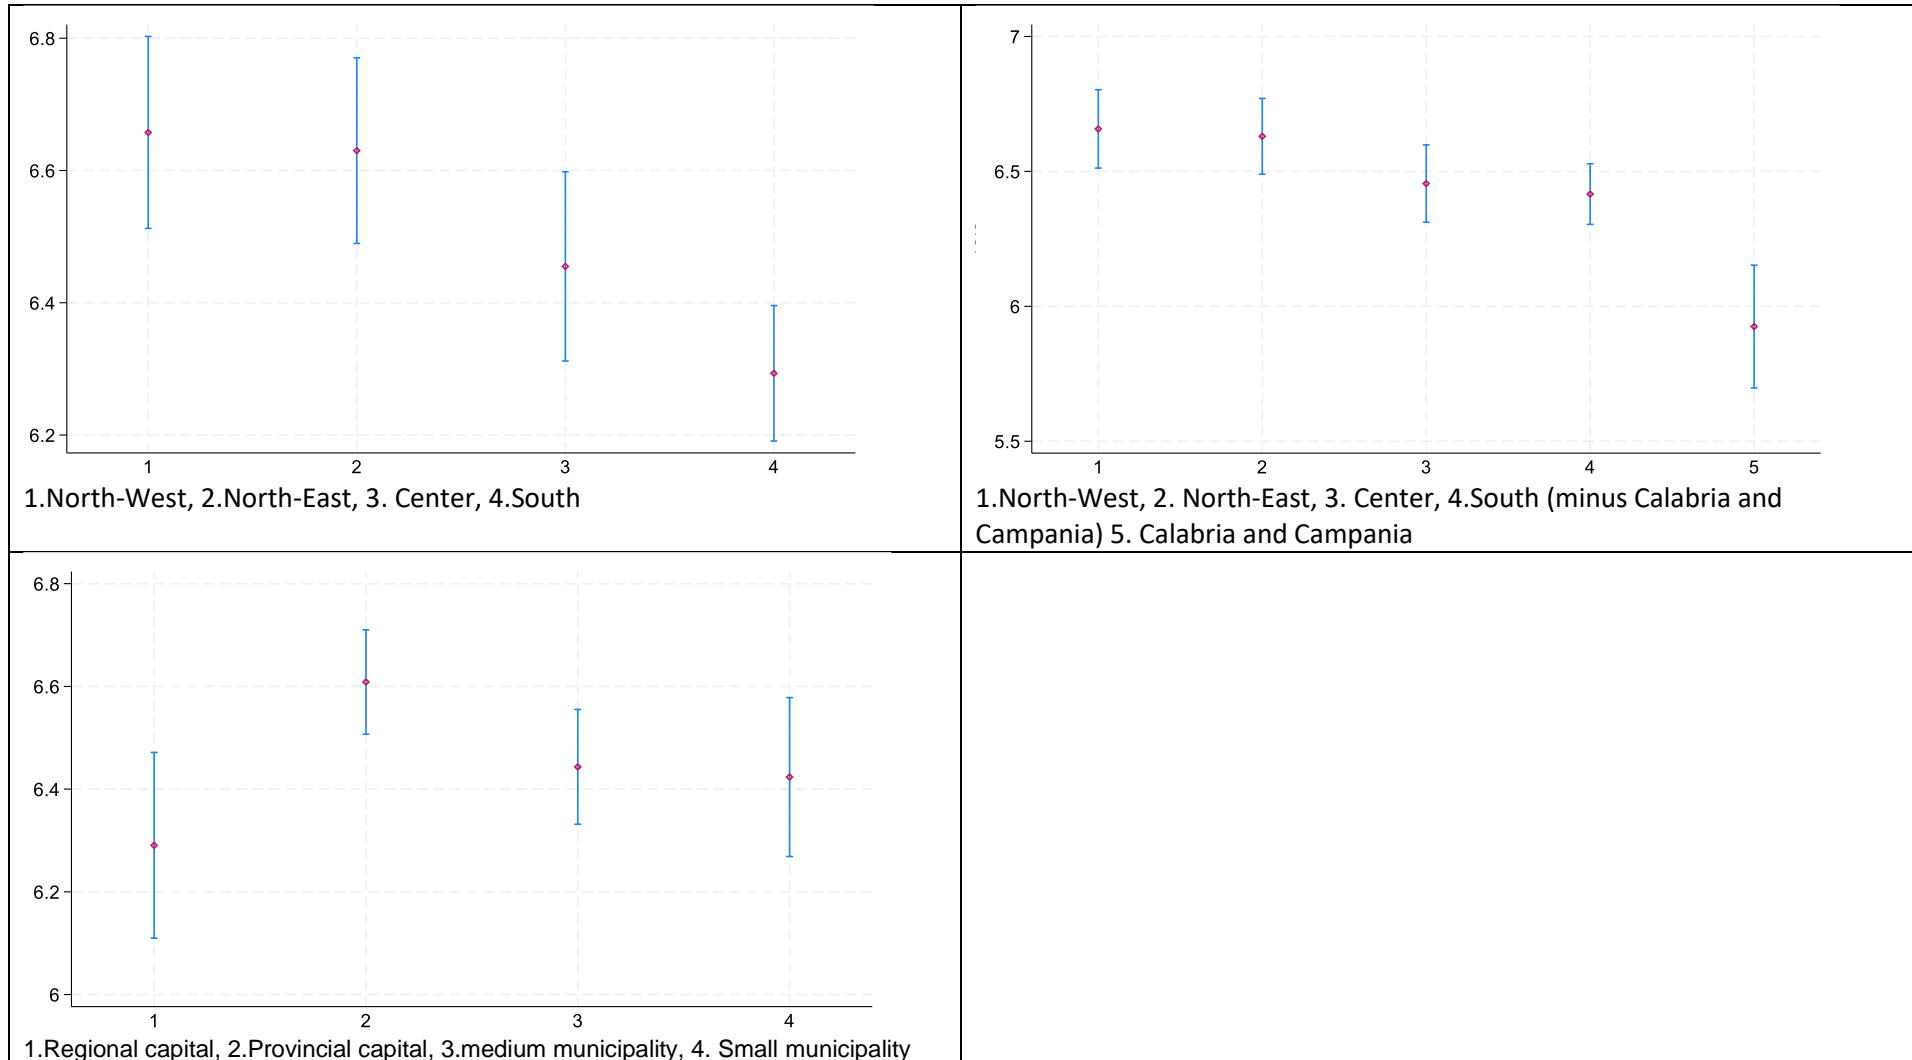 6.8
6.6
6.4
6.2
1 2 3 4
1.North-West, 2.North-East, 3. Center, 4.South
7
6.5
6
5.5
1 2 3 4 5
1.North-West, 2. North-East, 3. Center, 4.South (minus Calabria and
Campania) 5. Calabria and Campania
6.8
6.6
6.4
6.2
6
1 2 3 4
1.Regional capital, 2.Provincial capital, 3.medium municipality, 4. Small municipality